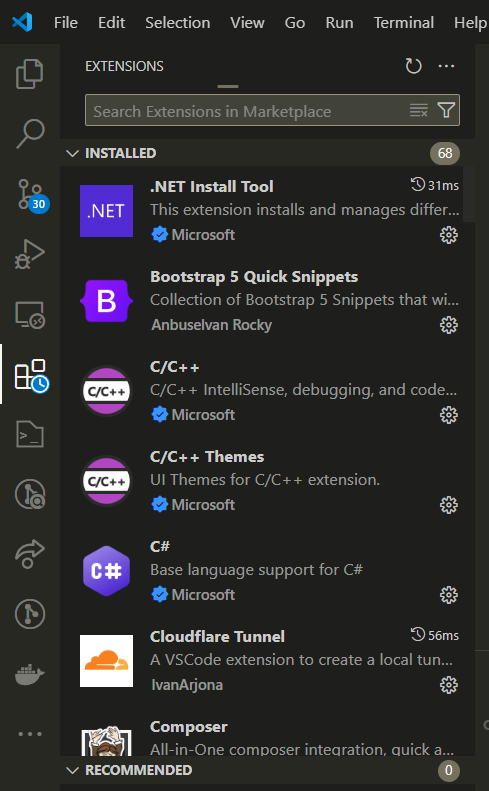 File Edit Selection View Go Run Terminal Help
EXTENSIONS
Search Extensions in Marketplace
INSTALLED 68
.NET
.NET Install Tool 31ms
This extension installs and manages differ...
Microsoft
30
B
Bootstrap 5 Quick Snippets
Collection of Bootstrap 5 Snippets that wi...
Anbuselvan Rocky
C/C++
C/C++
C/C++ IntelliSense, debugging, and code...
Microsoft
C/C++
C/C++ Themes
UI Themes for C/C++ extension.
Microsoft
C#
C#
Base language support for C#
Microsoft
Cloudflare Tunnel 56ms
A VSCode extension to create a local tun...
IvanArjona
Composer
All-in-One composer integration, quick a...
RECOMMENDED 0